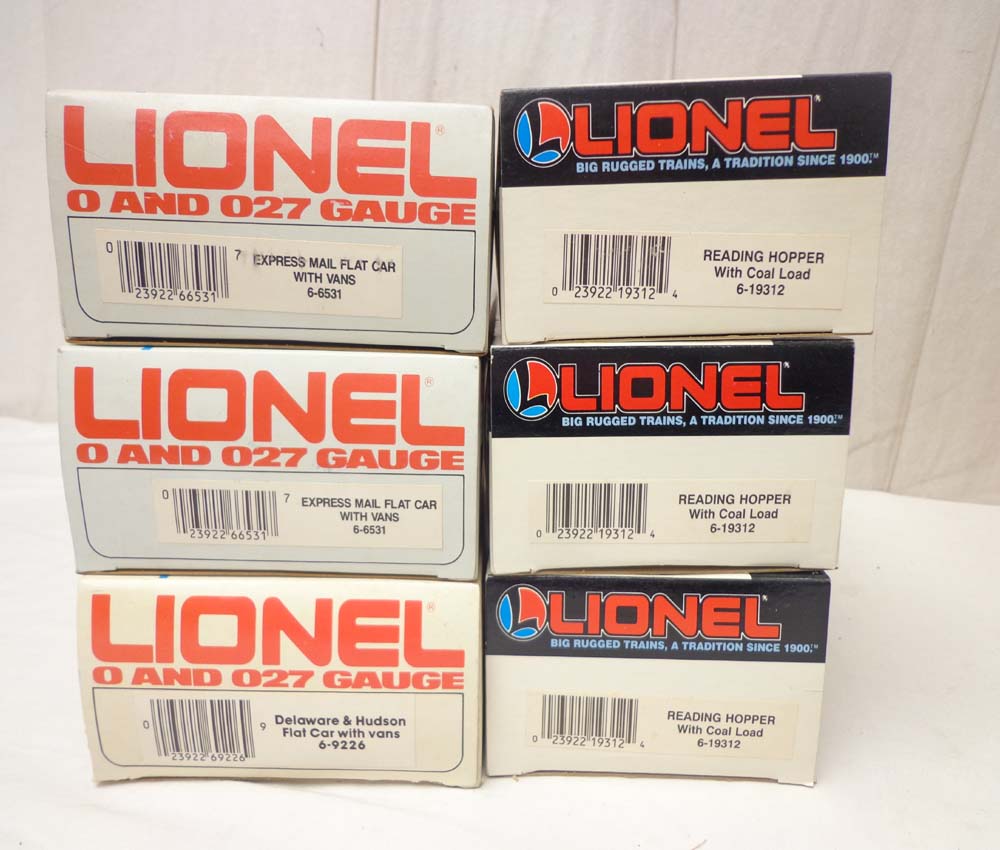 LIONEL®
O AND 027 GAUGE
0 23922 66531 7
EXPRESS MAIL FLAT CAR
WITH VANS
6-6531
LIONEL
BIG RUGGED TRAINS, A TRADITION SINCE 1900.™
0 23922 19312 4
READING HOPPER
With Coal Load
6-19312
LIONEL®
O AND 027 GAUGE
0 23922 66531 7
EXPRESS MAIL FLAT CAR
WITH VANS
6-6531
LIONEL
BIG RUGGED TRAINS, A TRADITION SINCE 1900.™
0 23922 19312 4
READING HOPPER
With Coal Load
6-19312
LIONEL®
O AND 027 GAUGE
0 23922 69226 9
Delaware & Hudson
Flat Car with vans
6-9226
LIONEL
BIG RUGGED TRAINS, A TRADITION SINCE 1900.™
0 23922 19312 4
READING HOPPER
With Coal Load
6-19312